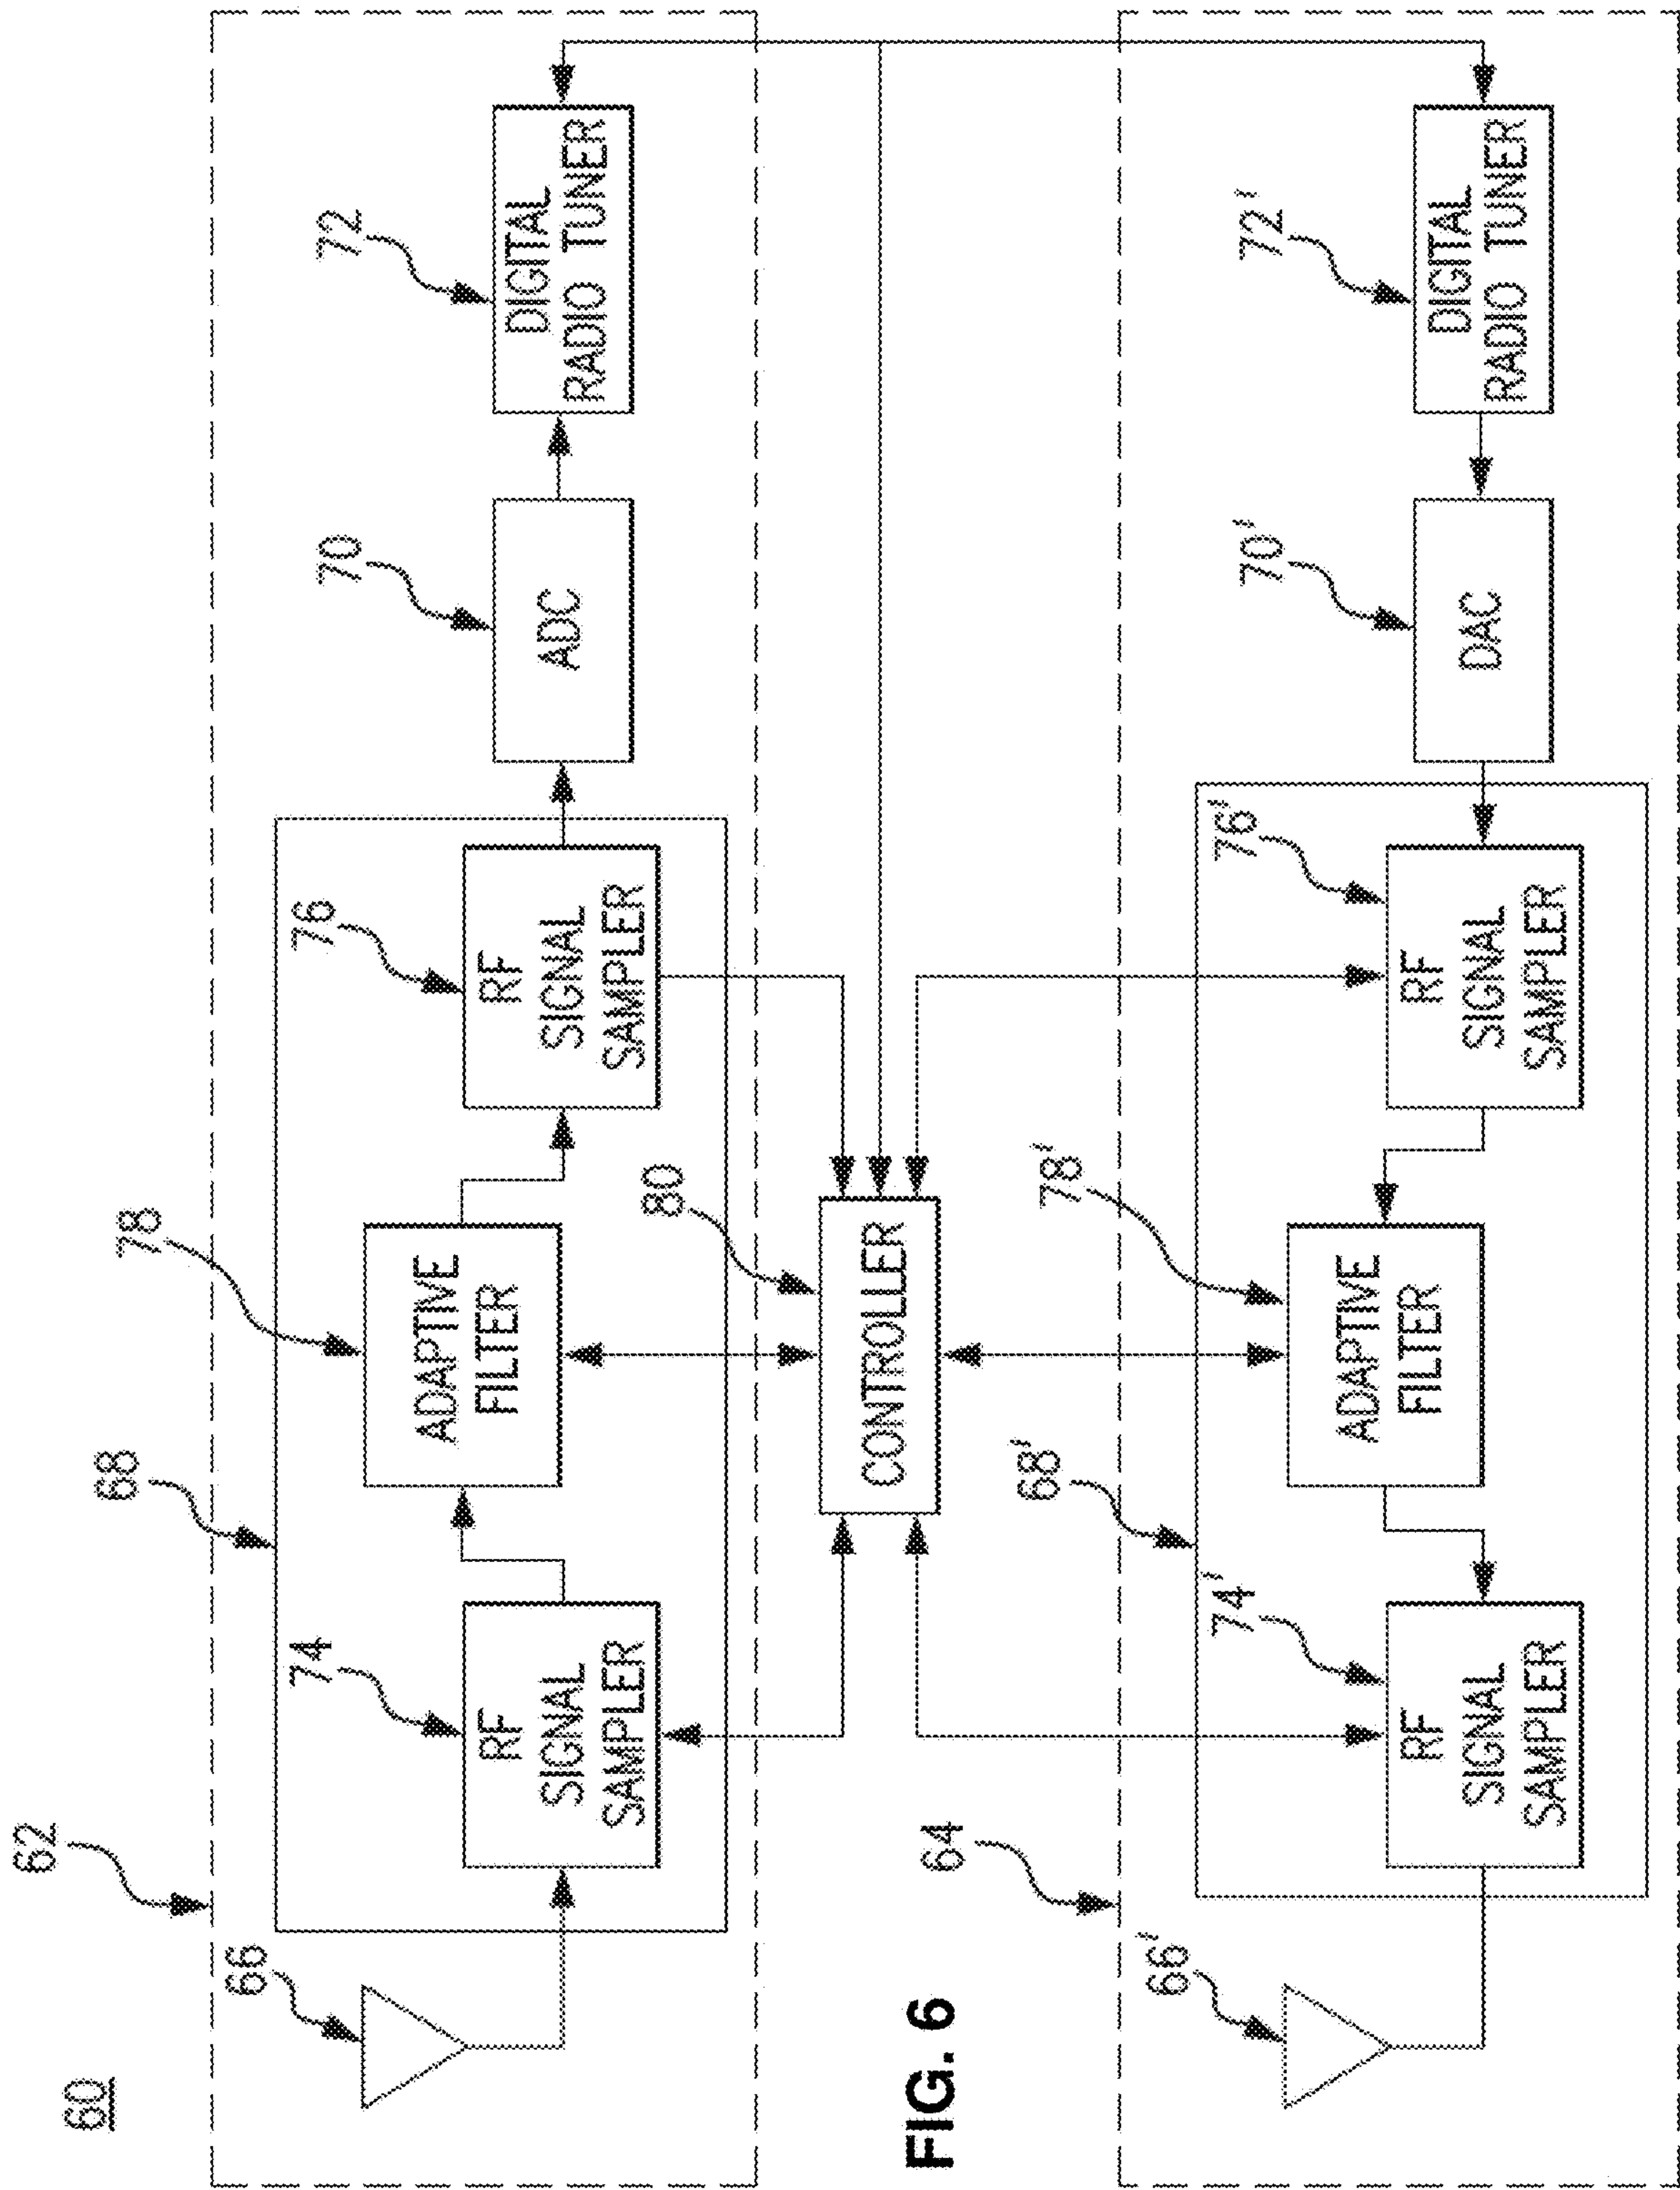 60
62
66
68
74
RF
SIGNAL
SAMPLER
78
ADAPTIVE
FILTER
76
RF
SIGNAL
SAMPLER
70
ADC
72
DIGITAL
RADIO TUNER
80
CONTROLLER
64
66'
68'
74'
RF
SIGNAL
SAMPLER
78'
ADAPTIVE
FILTER
76'
RF
SIGNAL
SAMPLER
70'
DAC
72'
DIGITAL
RADIO TUNER
FIG. 6